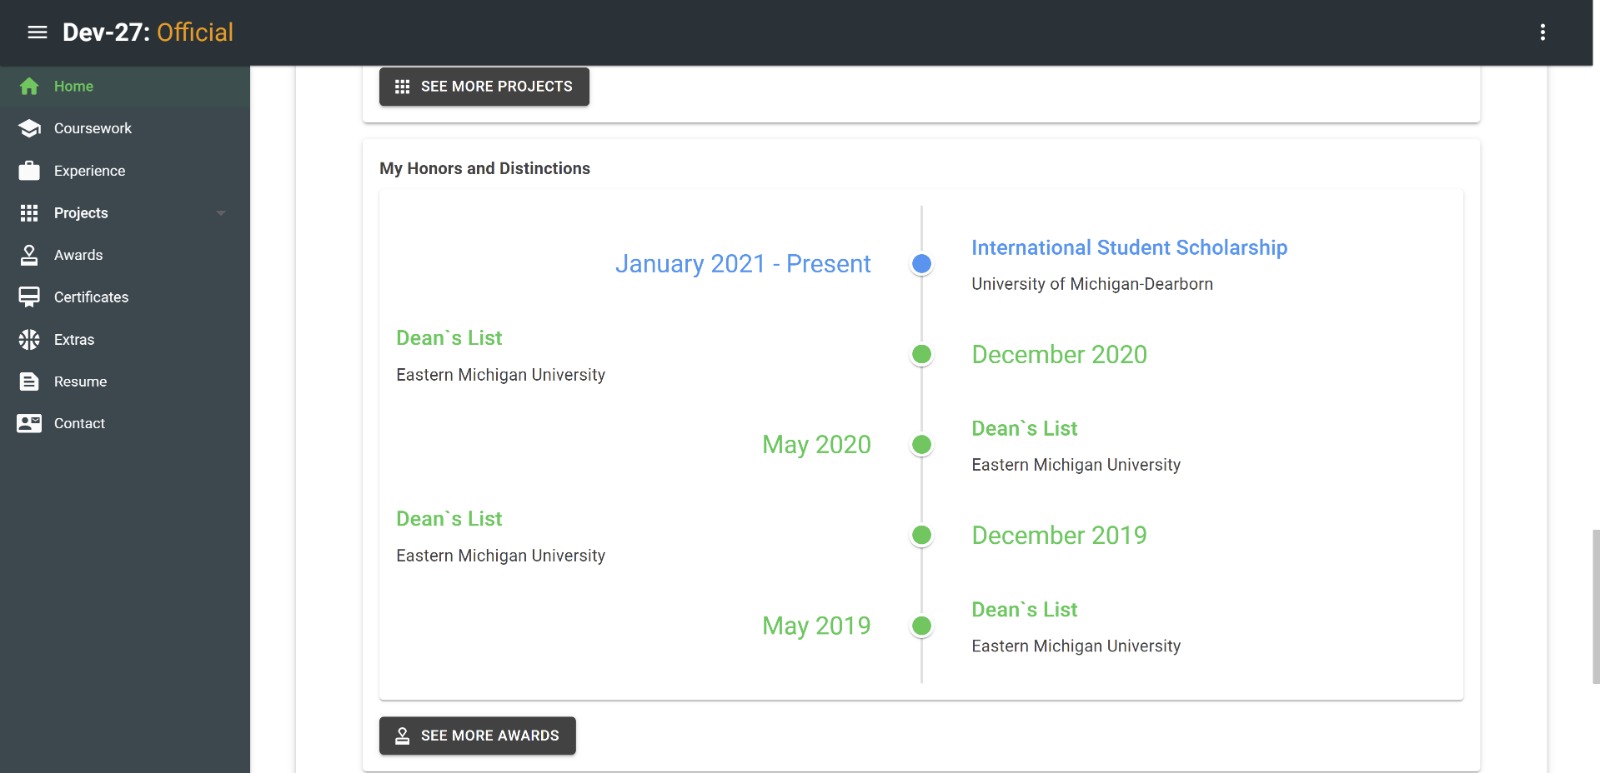 Dev-27: Official
Home
Coursework
Experience
Projects
Awards
Certificates
Extras
Resume
Contact
SEE MORE PROJECTS
My Honors and Distinctions
January 2021 - Present
International Student Scholarship
University of Michigan-Dearborn
Dean`s List
Eastern Michigan University
December 2020
May 2020
Dean`s List
Eastern Michigan University
Dean`s List
Eastern Michigan University
December 2019
May 2019
Dean`s List
Eastern Michigan University
SEE MORE AWARDS